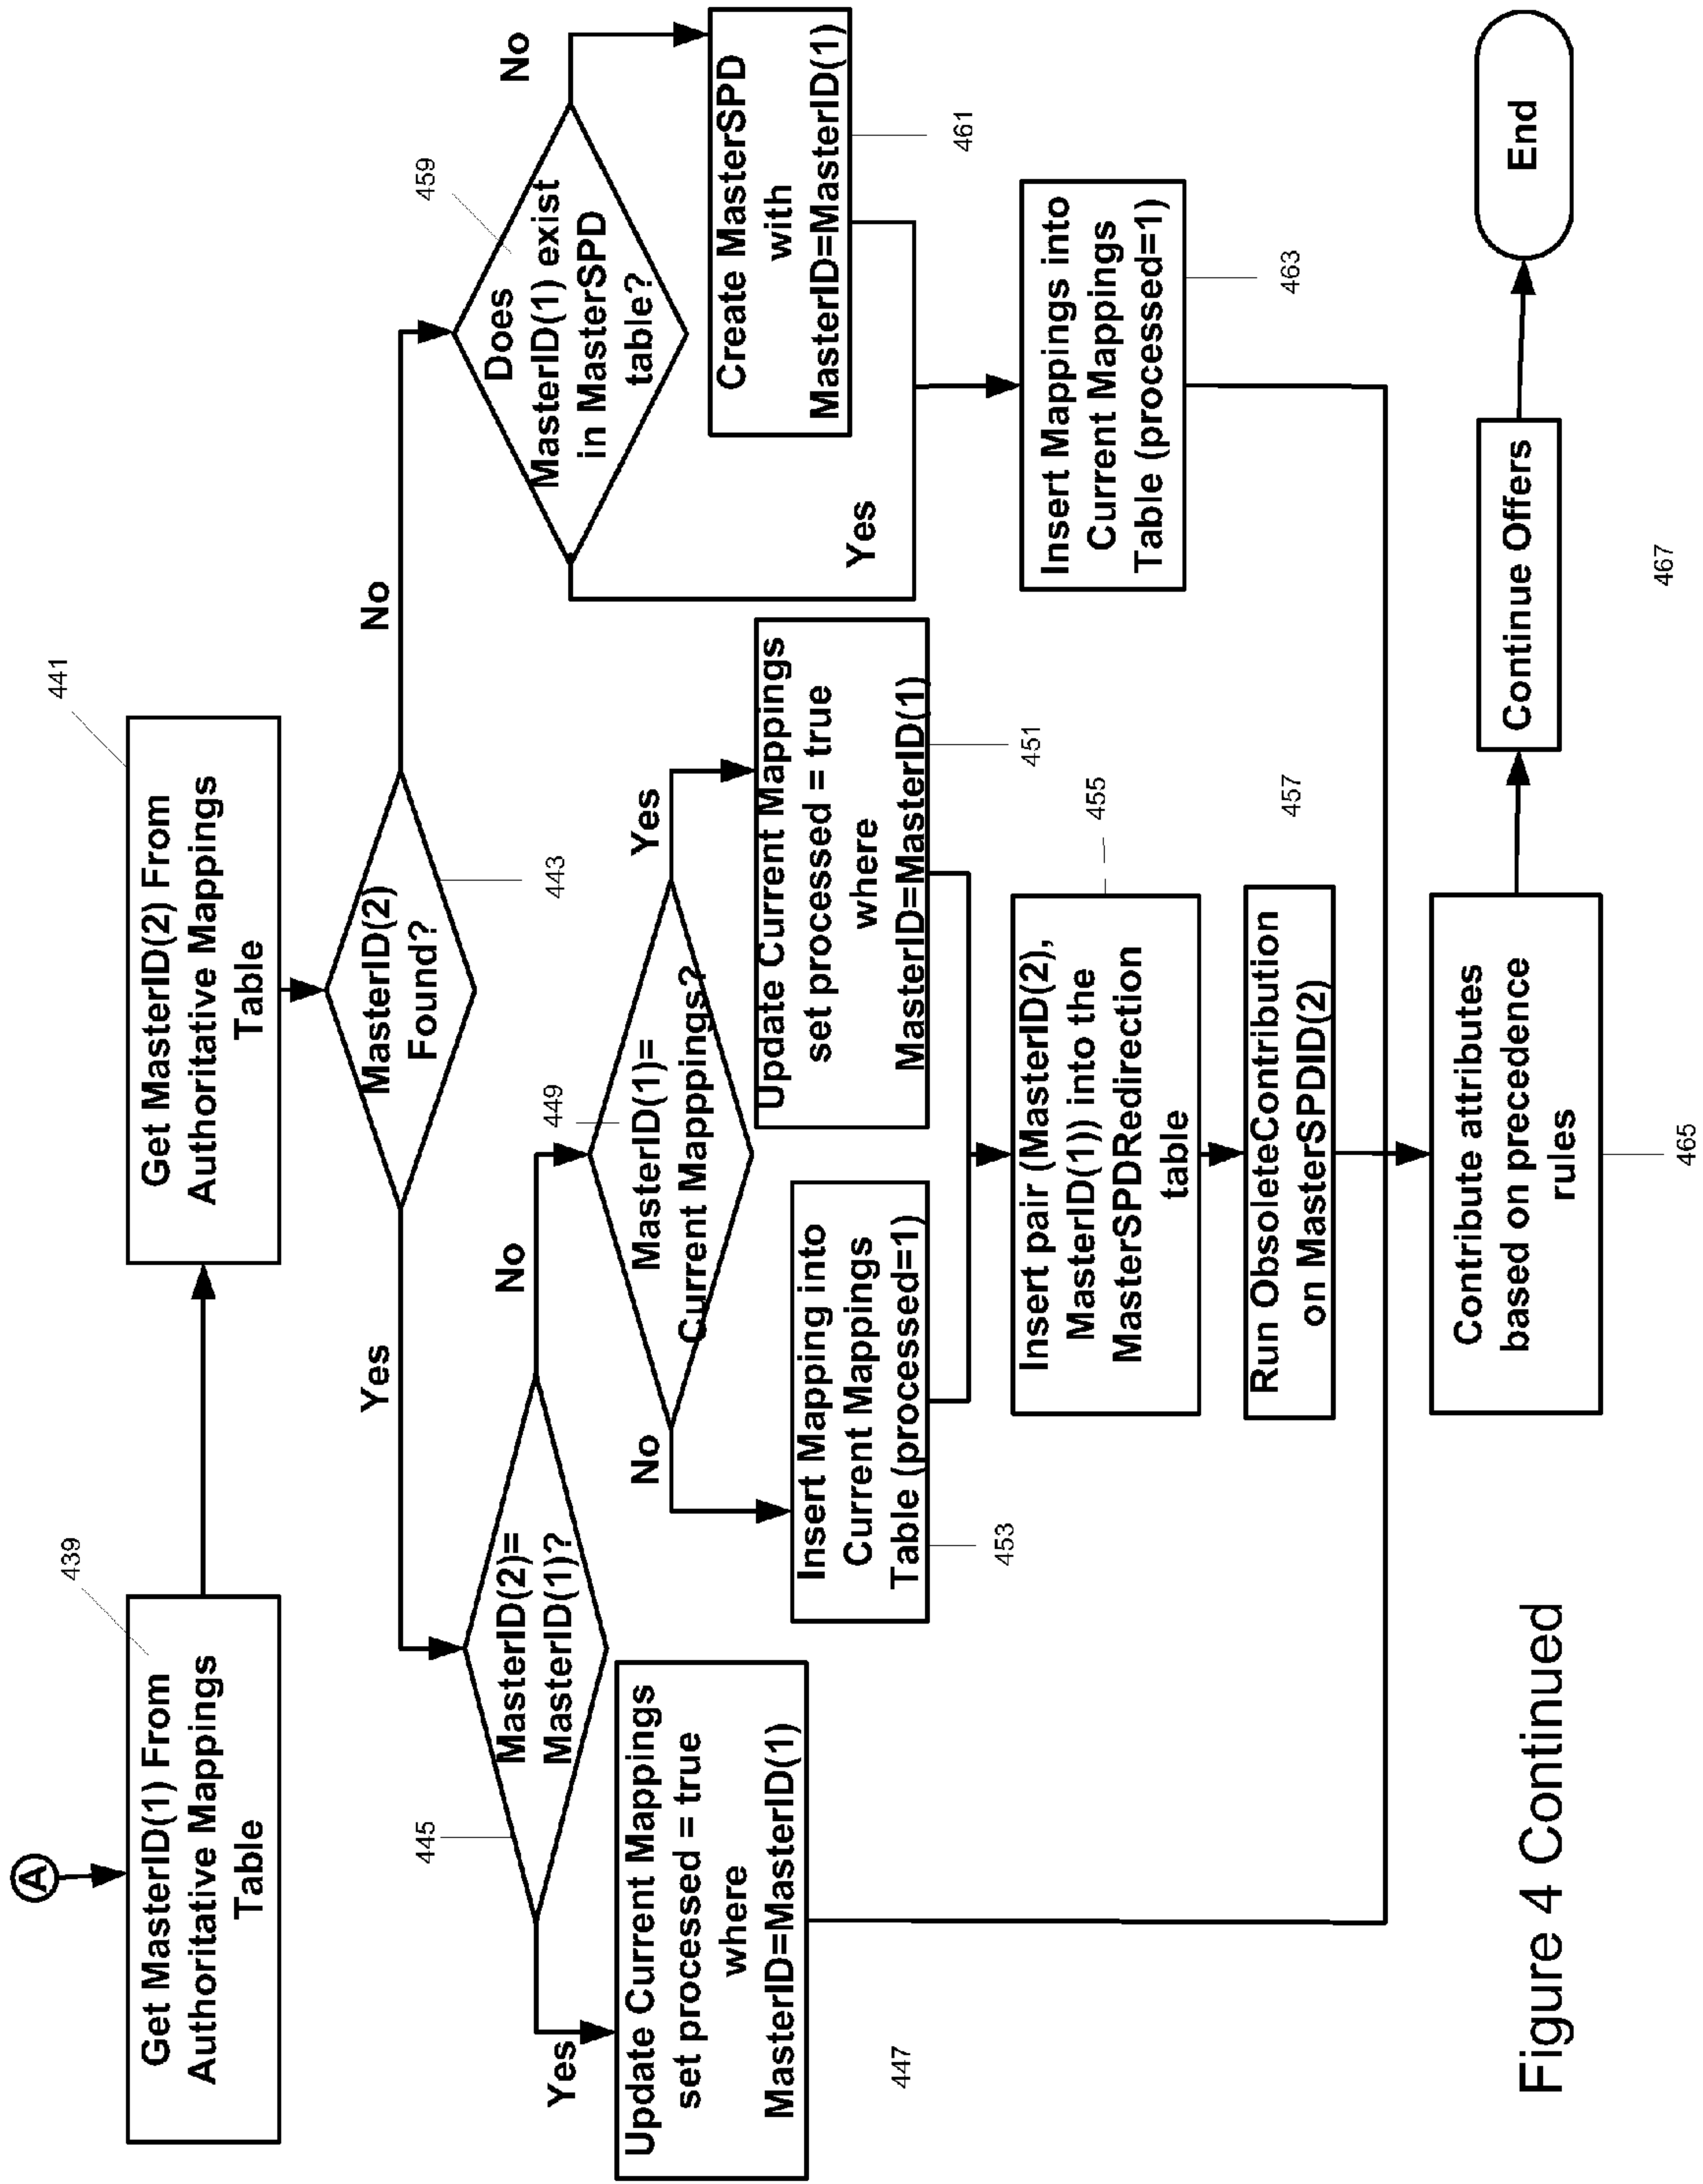 A
439
Get MasterID(1) From
Authoritative Mappings
Table
441
Get MasterID(2) From
Authoritative Mappings
Table
MasterID(2)
Found?
443
Yes
No
445
MasterID(2)=
MasterID(1)?
Yes
No
Update Current Mappings
set processed = true
where
MasterID=MasterID(1)
447
449
MasterID(1)=
Current Mapppings?
No
Yes
Insert Mapping into
Current Mappings
Table (processed=1)
453
Update Current Mappings
set processed = true
where
MasterID=MasterID(1)
451
Insert pair (MasterID(2),
MasterID(1)) into the
MasterSPDRedirection
table
455
Run ObsoleteContribution
on MasterSPDID(2)
457
459
Does
MasterID(1) exist
in MasterSPD
table?
No
Yes
Create MasterSPD
with
MasterID=MasterID(1)
461
Insert Mappings into
Current Mappings
Table (processed=1)
463
Contribute attributes
based on precedence
rules
465
Continue Offers
467
End
Figure 4 Continued